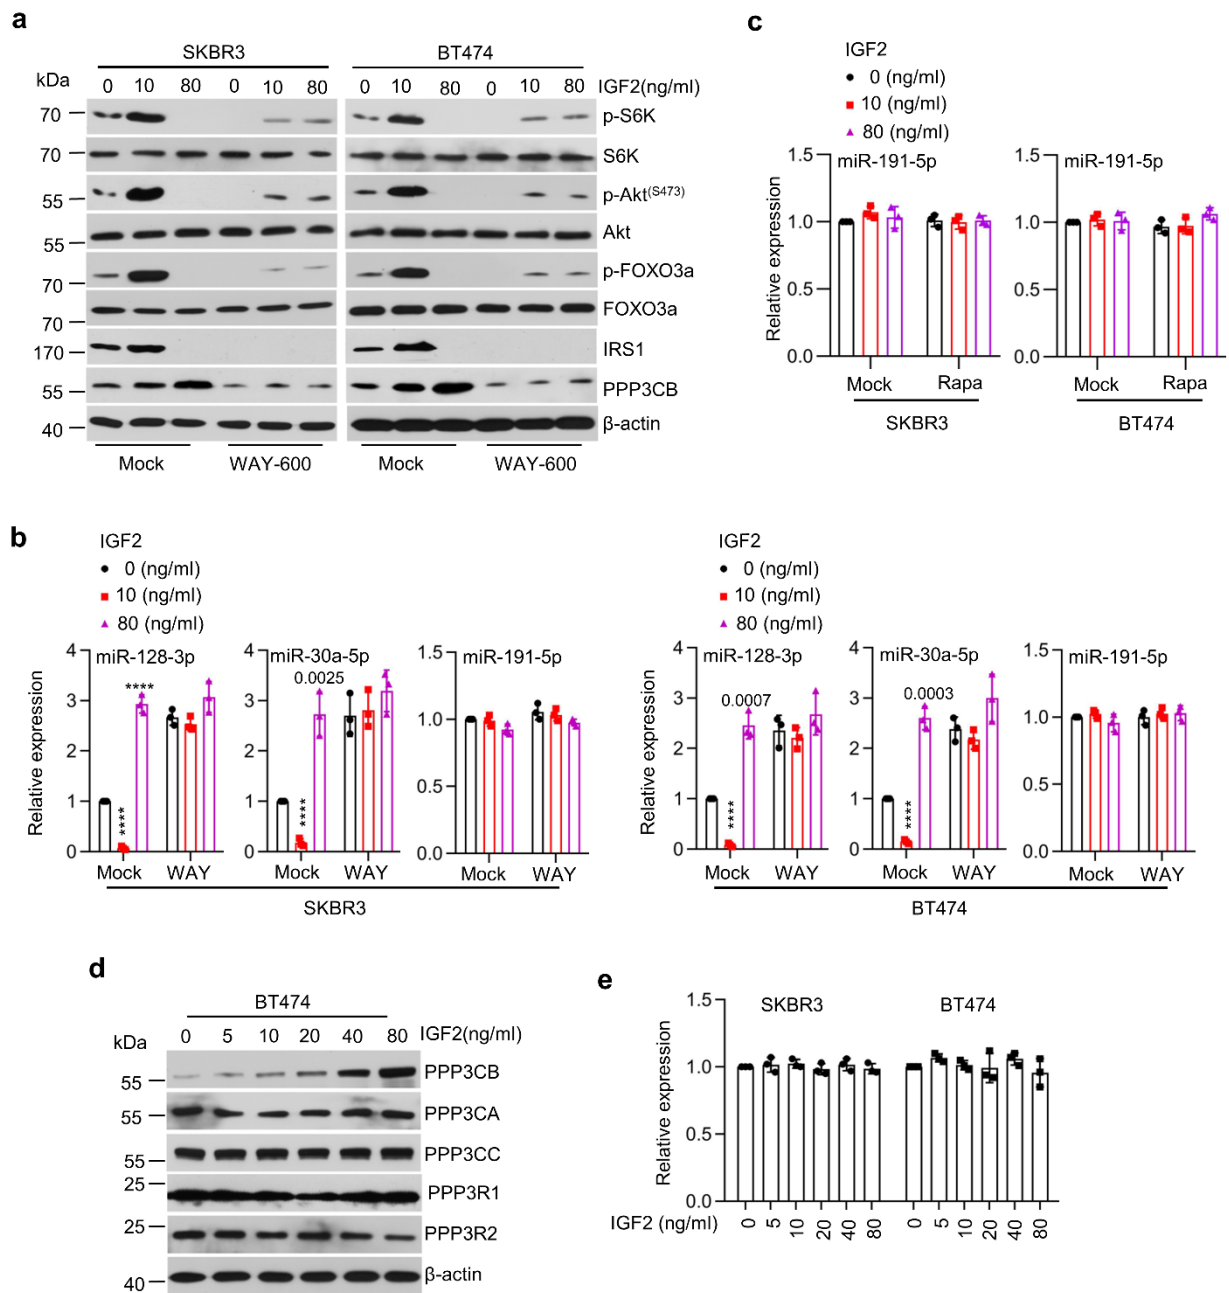 a
SKBR3 BT474
kDa 0 10 80 0 10 80 0 10 80 0 10 80 IGF2(ng/ml)
70 p-S6K
70 S6K
55 p-Akt(S473)
55 Akt
70 p-FOXO3a
70 FOXO3a
170 IRS1
55 PPP3CB
40 β-actin
Mock WAY-600 Mock WAY-600
c
IGF2
0 (ng/ml)
10 (ng/ml)
80 (ng/ml)
miR-191-5p miR-191-5p
Relative expression
1.5
1.0
0.5
0.0
1.5
1.0
0.5
0.0
Mock Rapa Mock Rapa
SKBR3 BT474
b
IGF2
0 (ng/ml)
10 (ng/ml)
80 (ng/ml)
Relative expression
miR-128-3p
4
3
2
1
0
****
****
Mock WAY
miR-30a-5p
4
3
2
1
0
0.0025
****
Mock WAY
miR-191-5p
1.5
1.0
0.5
0.0
Mock WAY
SKBR3
IGF2
0 (ng/ml)
10 (ng/ml)
80 (ng/ml)
Relative expression
miR-128-3p
4
3
2
1
0
0.0007
****
Mock WAY
miR-30a-5p
4
3
2
1
0
0.0003
****
Mock WAY
miR-191-5p
1.5
1.0
0.5
0.0
Mock WAY
BT474
d
BT474
kDa 0 5 10 20 40 80 IGF2(ng/ml)
55 PPP3CB
55 PPP3CA
55 PPP3CC
25 PPP3R1
25 PPP3R2
40 β-actin
e
SKBR3 BT474
Relative expression
1.5
1.0
0.5
0.0
IGF2 (ng/ml) 0 5 10 20 40 80 0 5 10 20 40 80